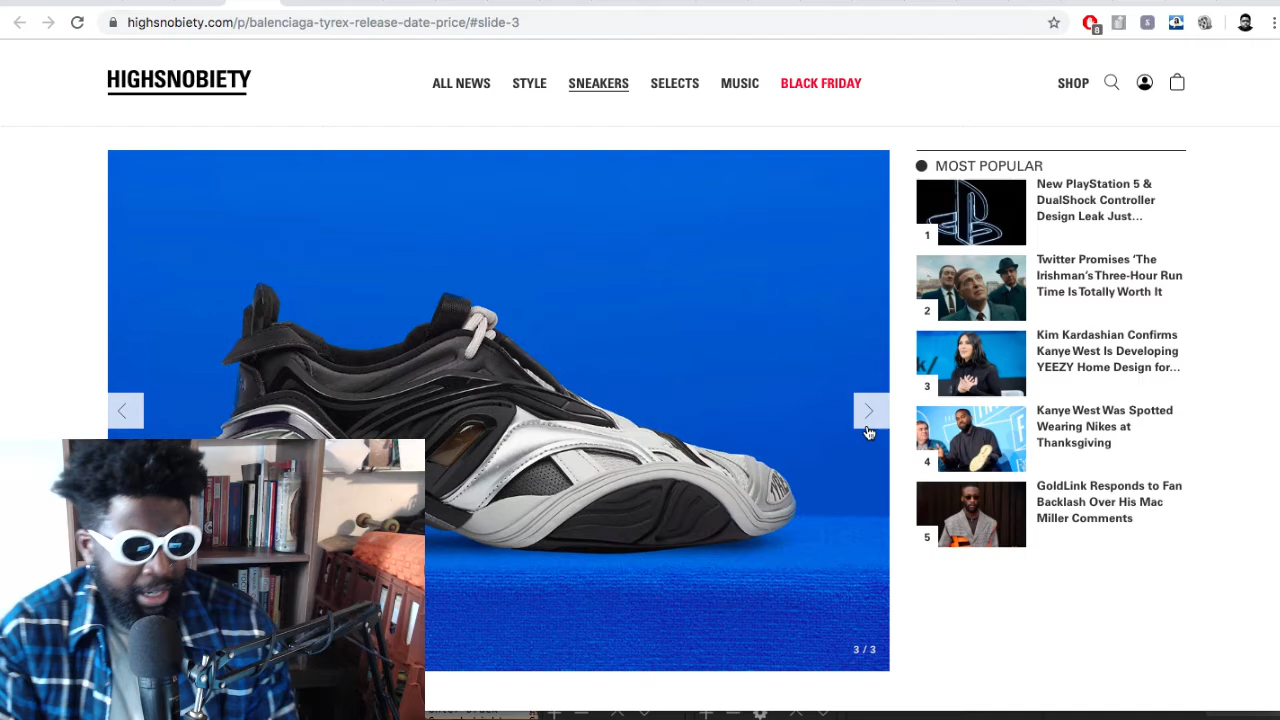 highsnobiety.com/p/balenciaga-tyrex-release-date-price/#slide-3
8
HIGHSNOBIETY
ALL NEWS STYLE SNEAKERS SELECTS MUSIC BLACK FRIDAY
SHOP
MOST POPULAR
1
New PlayStation 5 &
DualShock Controller
Design Leak Just...
2
Twitter Promises ‘The
Irishman’s Three-Hour Run
Time Is Totally Worth It
3
Kim Kardashian Confirms
Kanye West Is Developing
YEEZY Home Design for...
4
Kanye West Was Spotted
Wearing Nikes at
Thanksgiving
5
GoldLink Responds to Fan
Backlash Over His Mac
Miller Comments
3 / 3